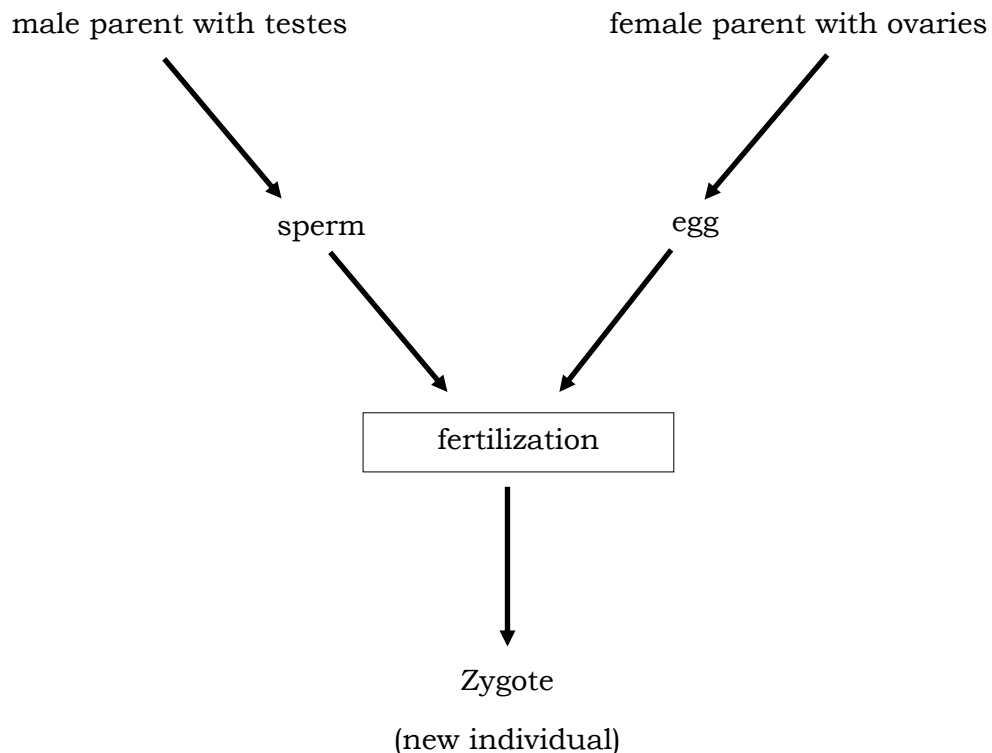 male parent with testes
female parent with ovaries
sperm
egg
fertilization
Zygote
(new individual)